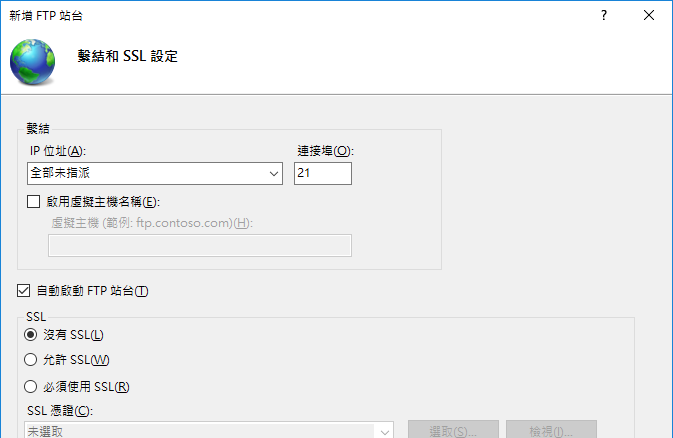 新增 FTP 站台
?
繫結和 SSL 設定
繫結
IP 位址(A):
連接埠(O):
全部未指派
21
啟用虛擬主機名稱(E):
虛擬主機 (範例: ftp.contoso.com)(H):
自動啟動 FTP 站台(T)
SSL
沒有 SSL(L)
允許 SSL(W)
必須使用 SSL(R)
SSL 憑證(C):
未選取
選取(S)...
檢視(I)...